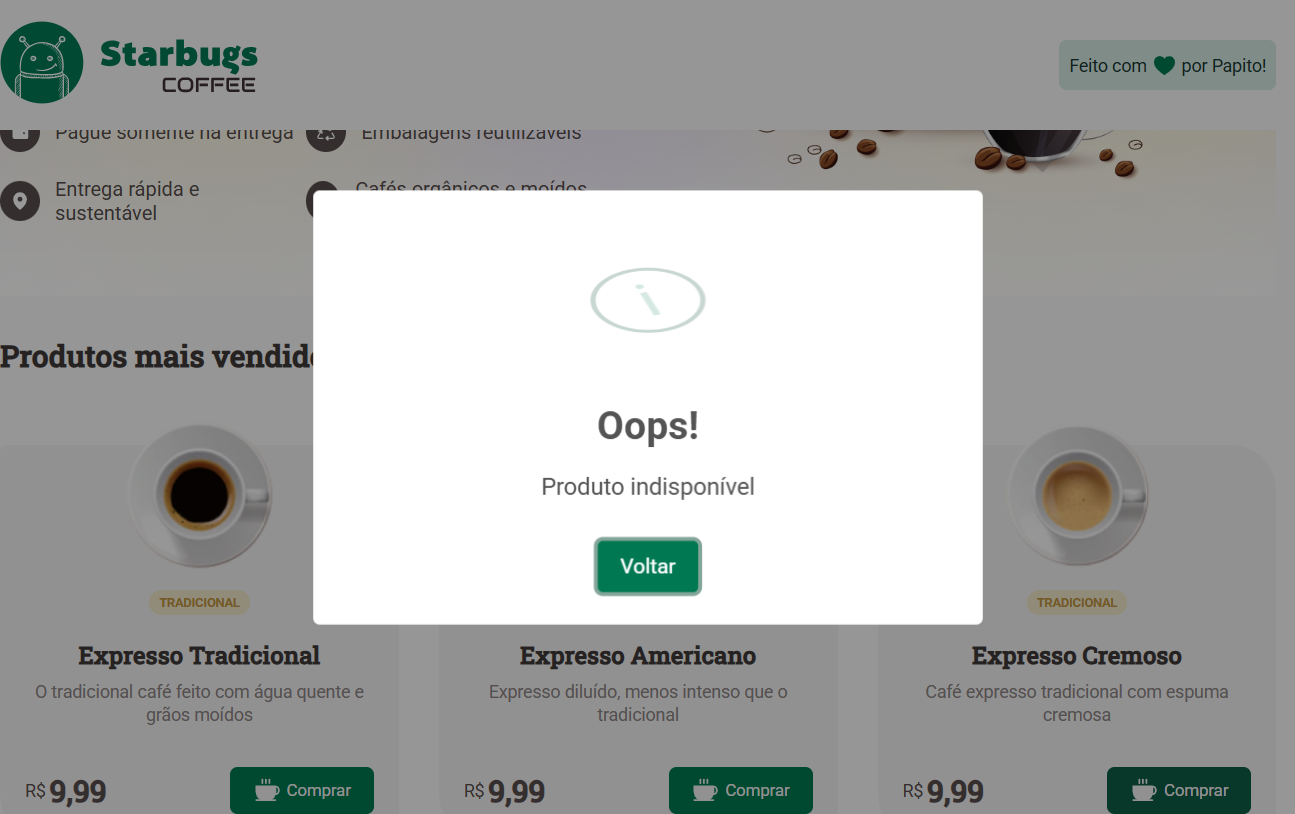 Starbugs
COFFEE
Feito com por Papito!
Pague somente na entrega
Embalagens reutilizáveis
Entrega rápida e
sustentável
Cafés orgânicos e moídos
Produtos mais vendido
i
Oops!
Produto indisponível
Voltar
TRADICIONAL
Expresso Tradicional
O tradicional café feito com água quente e
grãos moídos
R$ 9,99
Comprar
Expresso Americano
Expresso diluído, menos intenso que o
tradicional
R$ 9,99
Comprar
TRADICIONAL
Expresso Cremoso
Café expresso tradicional com espuma
cremosa
R$ 9,99
Comprar